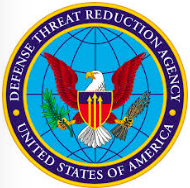 DEFENSE THREAT REDUCTION AGENCY
UNITED STATES OF AMERICA